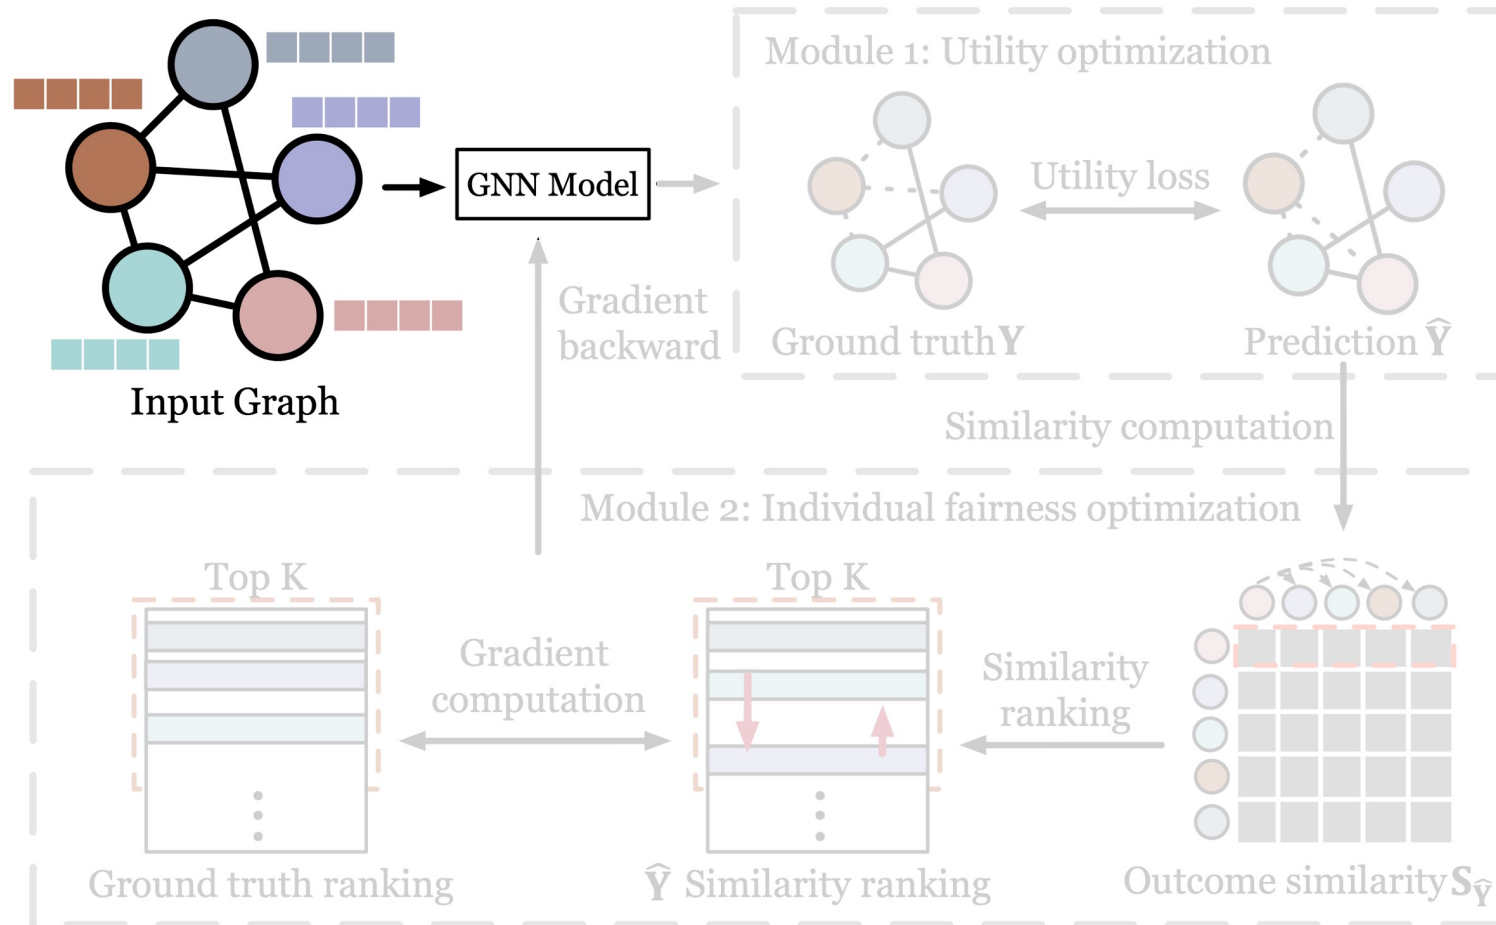 Module 1: Utility optimization
GNN Model
Utility loss
Gradient
backward
Ground truth Y
Prediction Ŷ
Input Graph
Similarity computation
Module 2: Individual fairness optimization
Top K
Top K
Gradient
computation
Similarity
ranking
Ground truth ranking
Ŷ Similarity ranking
Outcome similarity S_Ŷ